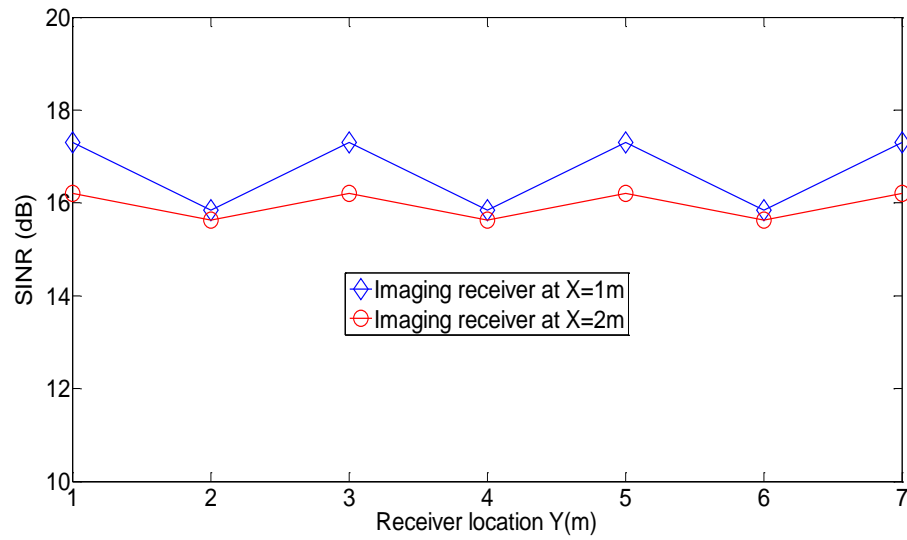 20
18
16
14
12
10
SINR (dB)
Imaging receiver at X=1m
Imaging receiver at X=2m
1 2 3 4 5 6 7
Receiver location Y(m)